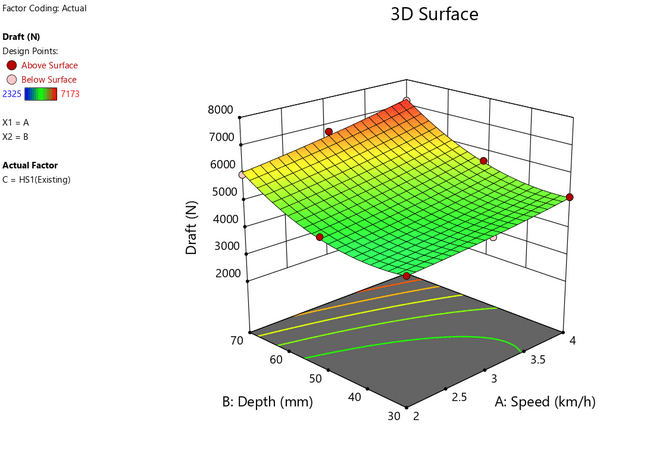 Factor Coding: Actual
3D Surface
Draft (N)
Design Points:
Above Surface
Below Surface
2325 7173
X1 = A
X2 = B
Actual Factor
C = HS1(Existing)
8000
7000
6000
5000
4000
3000
2000
Draft (N)
70
60
50
40
30
B: Depth (mm)
2
2.5
3
3.5
4
A: Speed (km/h)